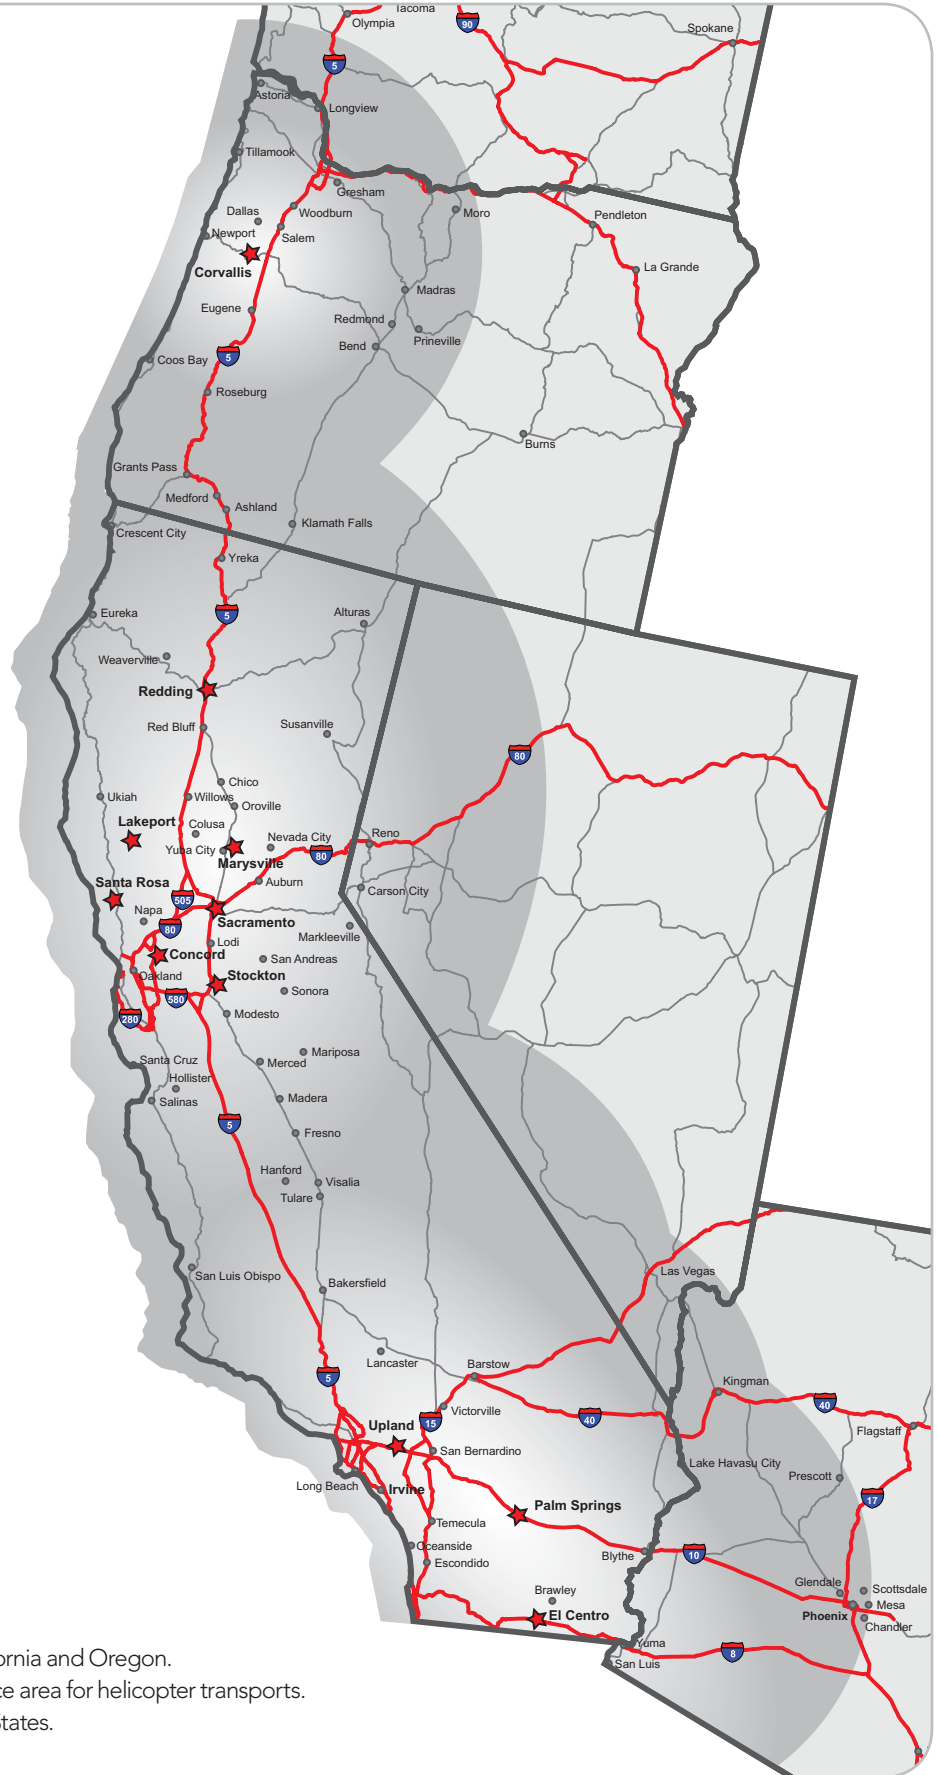 Tacoma
Olympia
90
Spokane
5
Astoria
Longview
Tillamook
Gresham
Dallas
Woodburn
Moro
Pendleton
Newport
Salem
Corvallis
La Grande
Madras
Eugene
Redmond
Prineville
Bend
5
Coos Bay
Roseburg
Burns
Grants Pass
Medford
Ashland
Klamath Falls
Crescent City
Yreka
Eureka
5
Alturas
Weaverville
Redding
Red Bluff
Susanville
80
Chico
Ukiah
Willows
Oroville
Lakeport
Colusa
Nevada City
Reno
Yuba City
80
Marysville
Santa Rosa
Auburn
Carson City
505
Napa
Sacramento
80
Markleeville
Lodi
Concord
San Andreas
Oakland
Stockton
580
Sonora
280
Modesto
Santa Cruz
Mariposa
Merced
Hollister
Salinas
Madera
5
Fresno
Hanford
Visalia
Tulare
San Luis Obispo
Las Vegas
Bakersfield
Lancaster
Barstow
5
Kingman
40
Victorville
15
40
Upland
Flagstaff
San Bernardino
Lake Havasu City
Prescott
Long Beach
Irvine
17
Palm Springs
Temecula
Oceanside
Blythe
10
Escondido
Glendale
Scottsdale
Brawley
Mesa
El Centro
Phoenix
Chandler
Yuma
8
San Luis
ornia and Oregon.
ce area for helicopter transports.
States.